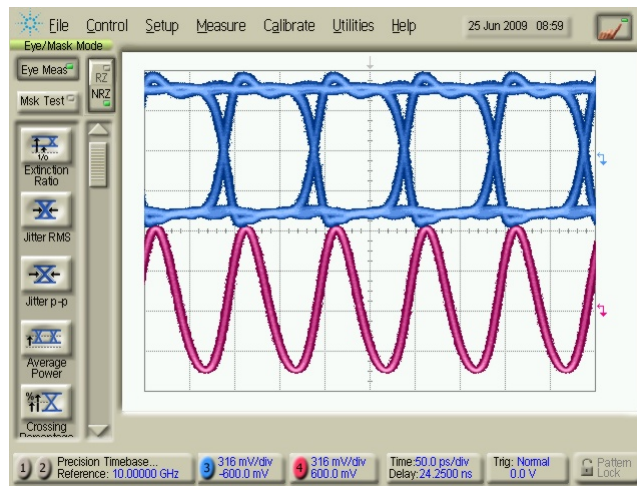 File Control Setup Measure Calibrate Utilities Help 25 Jun 2009 08:59
Eye/Mask Mode
Eye Meas
RZ
NRZ
Msk Test
1/0
Extinction
Ratio
Jitter RMS
Jitter p-p
Average
Power
%
Crossing
Percentage
1 2 Precision Timebase...
Reference: 10.00000 GHz
3 316 mV/div
-600.0 mV
4 316 mV/div
600.0 mV
Time:50.0 ps/div
Delay:24.2500 ns
Trig: Normal
0.0 V
Pattern
Lock